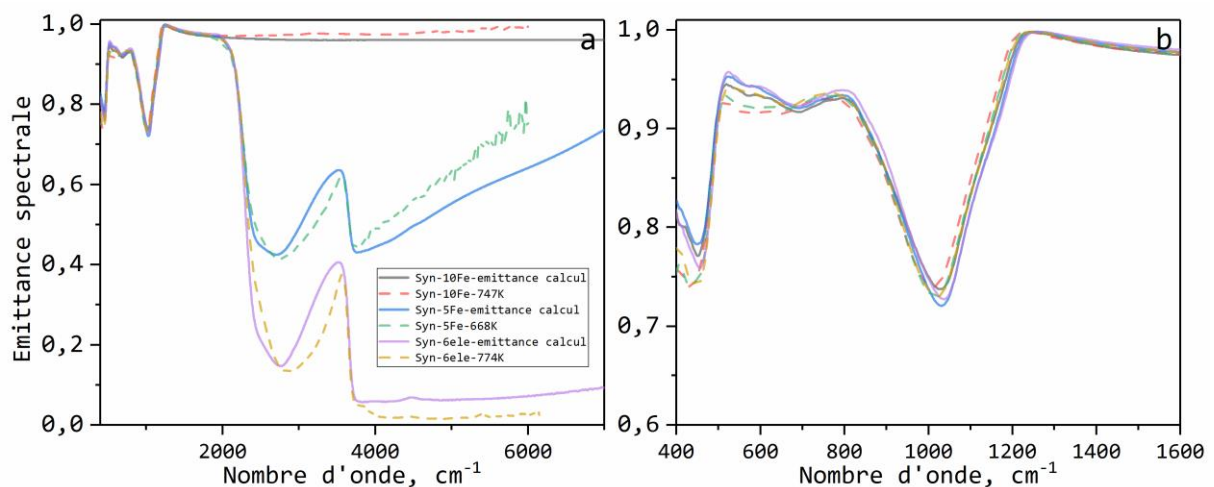 1,0
0,8
0,6
0,4
0,2
0,0
Emittance spectrale
a
Syn-10Fe-emittance calcul
Syn-10Fe-747K
Syn-5Fe-emittance calcul
Syn-5Fe-668K
Syn-6ele-emittance calcul
Syn-6ele-774K
2000 4000 6000
Nombre d'onde, cm⁻¹
1,0
0,9
0,8
0,7
0,6
b
400 600 800 1000 1200 1400 1600
Nombre d'onde, cm⁻¹